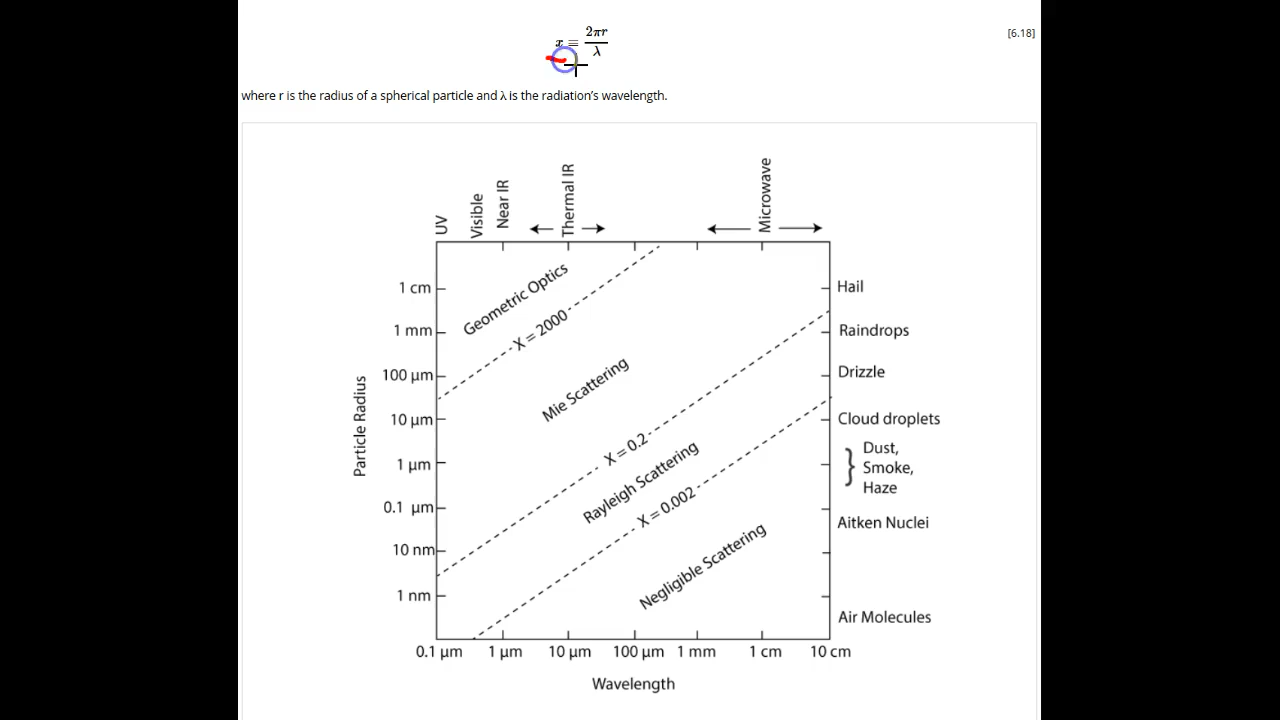 x ≡ 2πr/λ
[6.18]
where r is the radius of a spherical particle and λ is the radiation's wavelength.
UV
Visible
Near IR
Thermal IR
Microwave
Geometric Optics
X = 2000
Mie Scattering
X = 0.2
Rayleigh Scattering
X = 0.002
Negligible Scattering
Particle Radius
1 cm
1 mm
100 µm
10 µm
1 µm
0.1 µm
10 nm
1 nm
Hail
Raindrops
Drizzle
Cloud droplets
Dust,
Smoke,
Haze
Aitken Nuclei
Air Molecules
0.1 µm 1 µm 10 µm 100 µm 1 mm 1 cm 10 cm
Wavelength